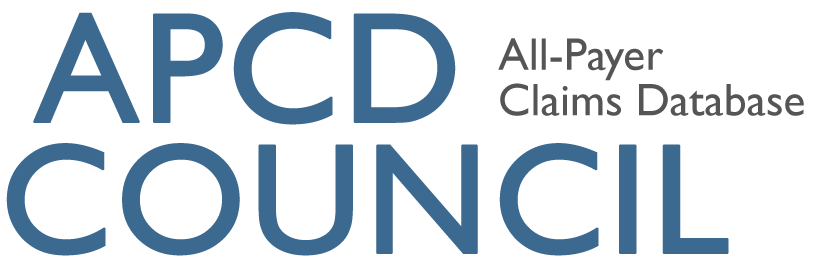 APCD
All-Payer
Claims Database
COUNCIL